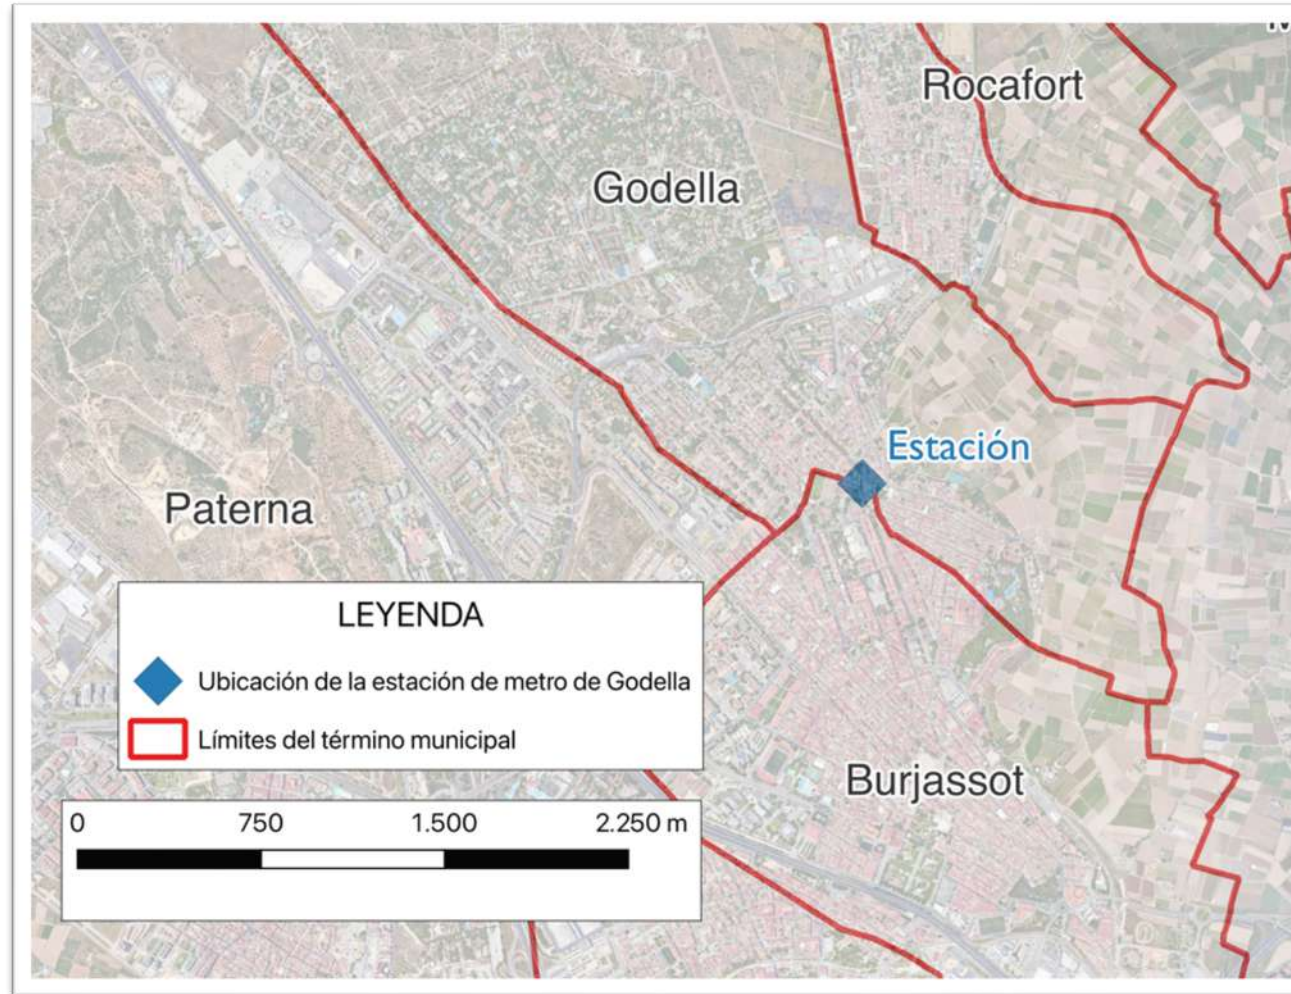 Rocafort
Godella
Estación
Paterna
LEYENDA
Ubicación de la estación de metro de Godella
Límites del término municipal
Burjassot
0 750 1.500 2.250 m